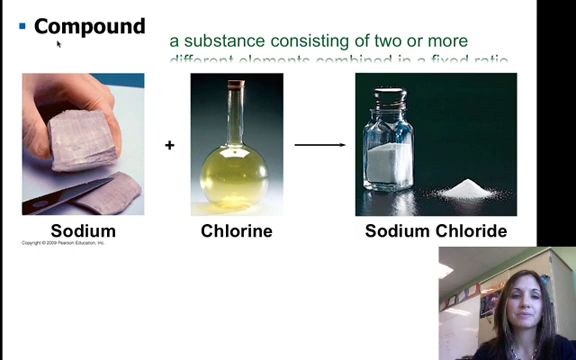 Compound
a substance consisting of two or more
different elements combined in a fixed ratio
+
Sodium
Chlorine
Sodium Chloride
Copyright © 2009 Pearson Education, Inc.